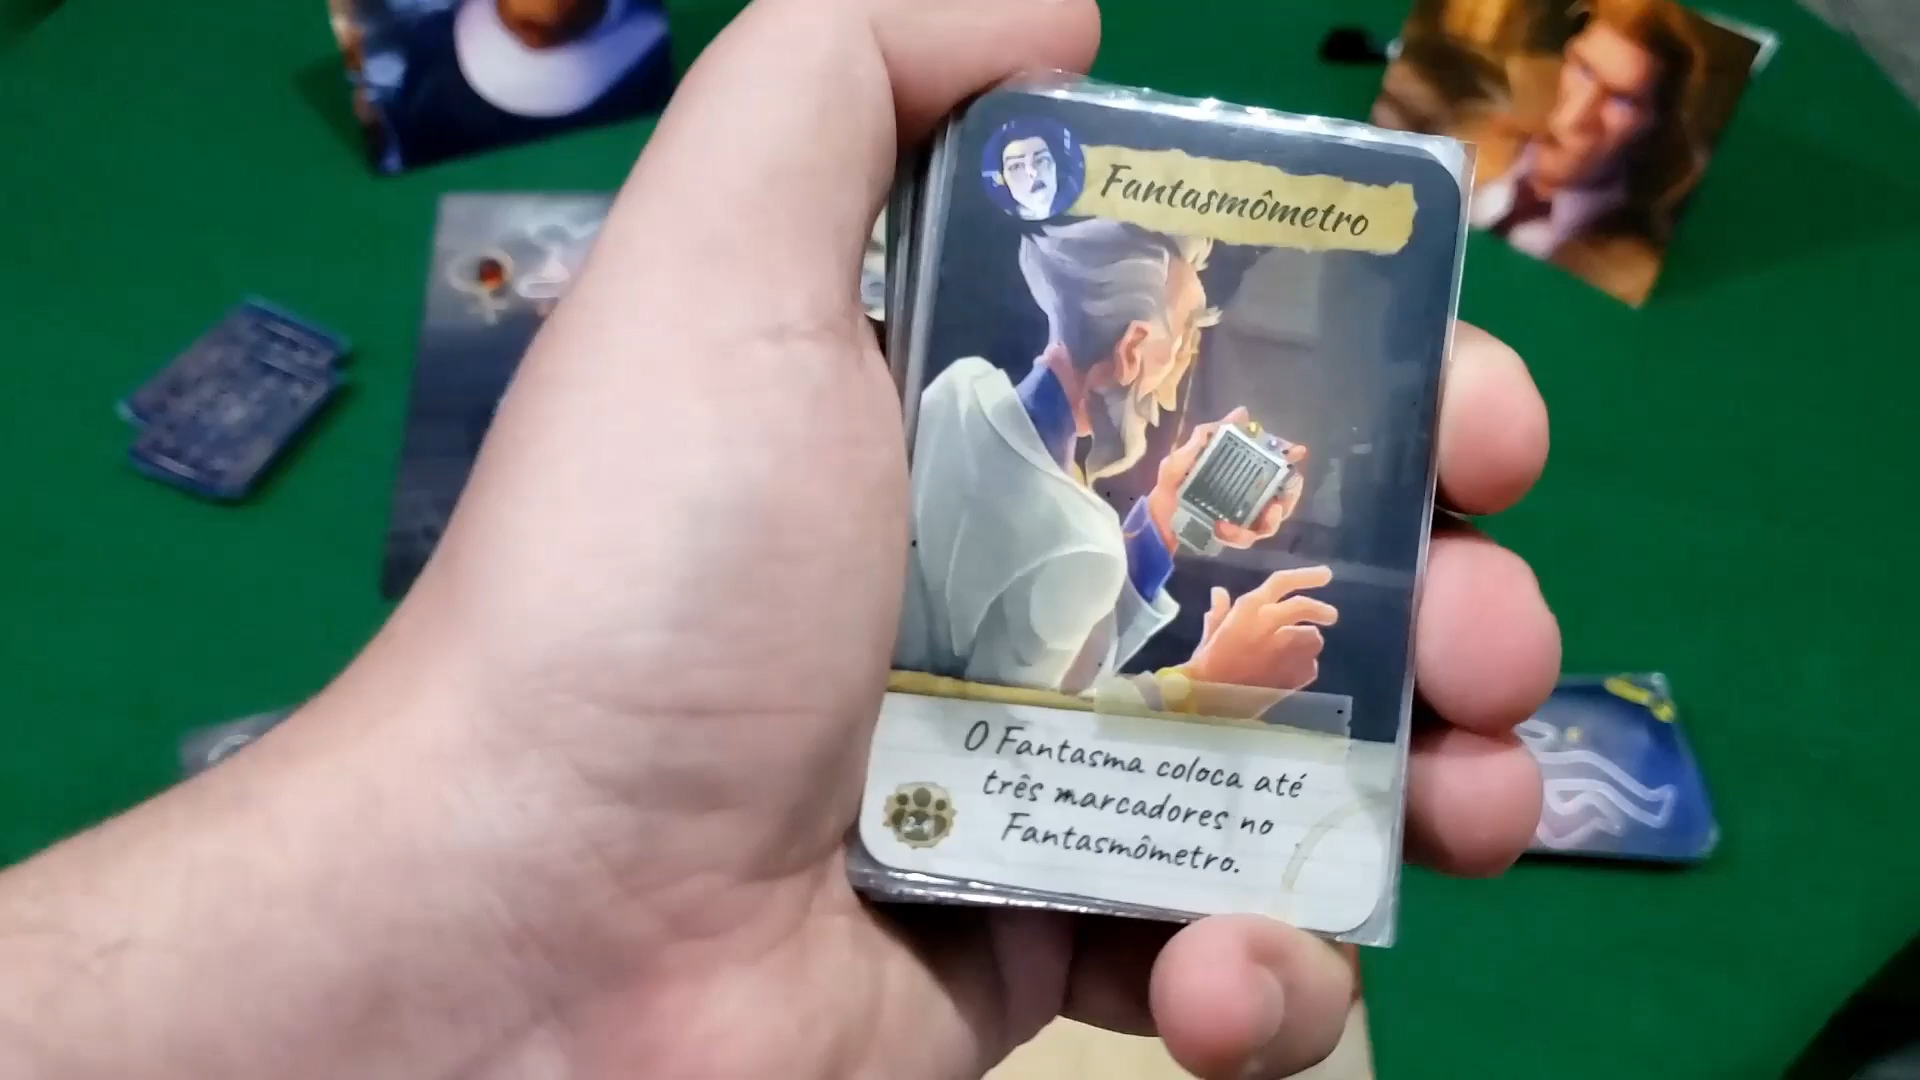 Fantasmômetro
O Fantasma coloca até
três marcadores no
Fantasmômetro.